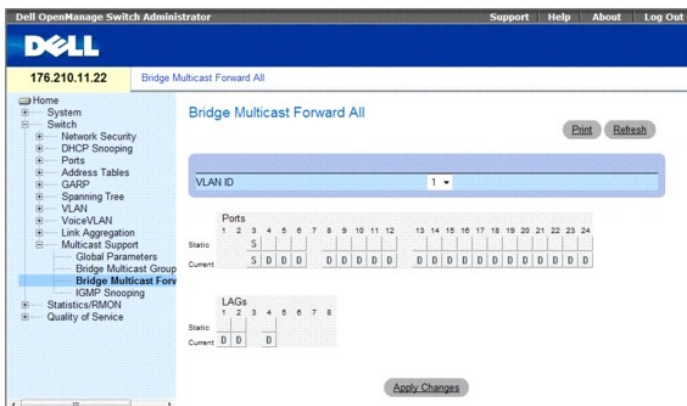 Dell OpenManage Switch Administrator
Support Help About Log Out
DELL
176.210.11.22
Bridge Multicast Forward All
Home
System
Switch
Network Security
DHCP Snooping
Ports
Address Tables
GARP
Spanning Tree
VLAN
VoiceVLAN
Link Aggregation
Multicast Support
Global Parameters
Bridge Multicast Group
Bridge Multicast Forw
IGMP Snooping
Statistics/RMON
Quality of Service
Bridge Multicast Forward All
Print Refresh
VLAN ID 1
Ports
1 2 3 4 5 6 7 8 9 10 11 12 13 14 15 16 17 18 19 20 21 22 23 24
Static S
Current S D D D D D D D D D D D D D D D D D D D D
LAGs
1 2 3 4 5 6 7 8
Static
Current D D D
Apply Changes